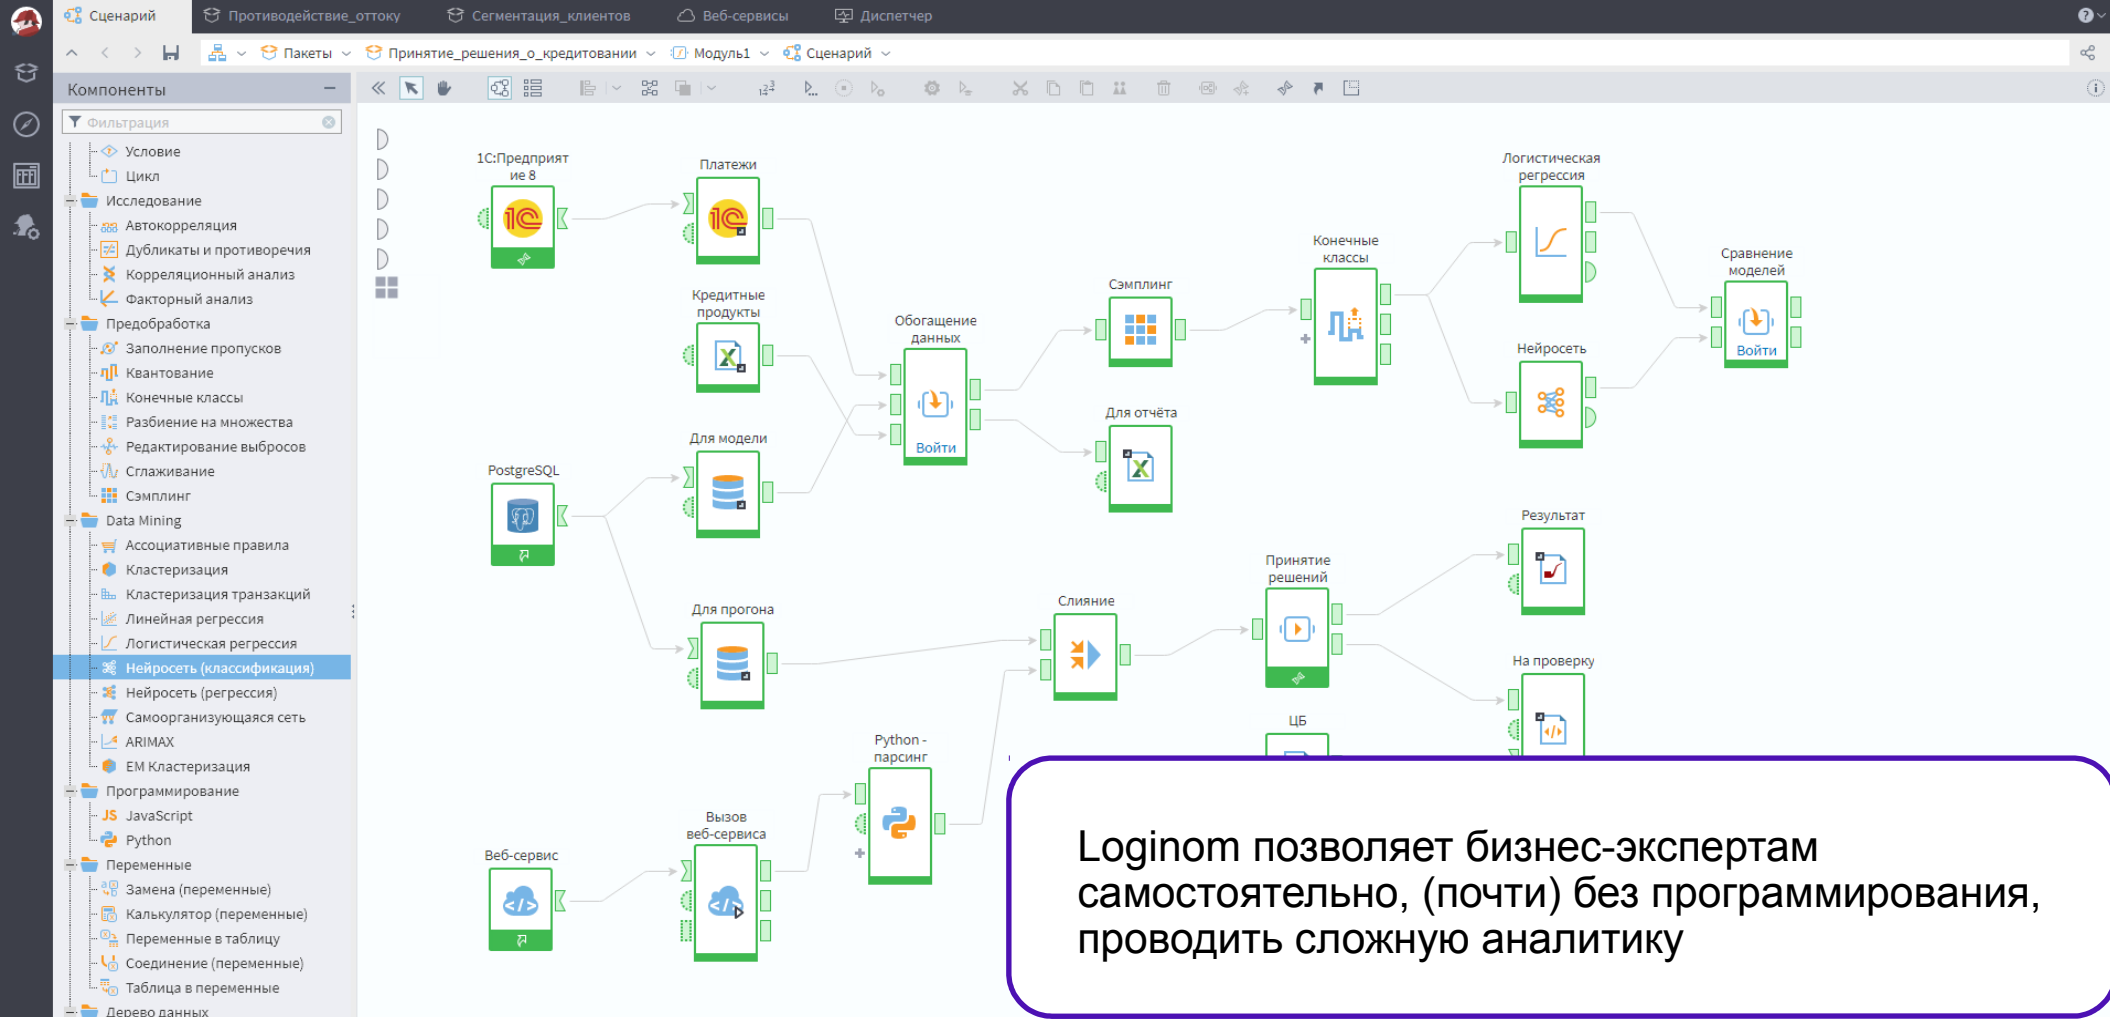 Сценарий
Противодействие_оттоку
Сегментация_клиентов
Веб-сервисы
Диспетчер
Пакеты
Принятие_решения_о_кредитовании
Модуль1
Сценарий
Компоненты
Фильтрация
Условие
Цикл
Исследование
Автокорреляция
Дубликаты и противоречия
Корреляционный анализ
Факторный анализ
Предобработка
Заполнение пропусков
Квантование
Конечные классы
Разбиение на множества
Редактирование выбросов
Сглаживание
Сэмплинг
Data Mining
Ассоциативные правила
Кластеризация
Кластеризация транзакций
Линейная регрессия
Логистическая регрессия
Нейросеть (классификация)
Нейросеть (регрессия)
Самоорганизующаяся сеть
ARIMAX
EM Кластеризация
Программирование
JS JavaScript
Python
Переменные
Замена (переменные)
Калькулятор (переменные)
Переменные в таблицу
Соединение (переменные)
Таблица в переменные
Дерево данных
1С:Предприят
ие 8
Платежи
Кредитные
продукты
Для модели
PostgreSQL
Для прогона
Обогащение
данных
Войти
Сэмплинг
Для отчёта
Конечные
классы
Логистическая
регрессия
Нейросеть
Сравнение
моделей
Войти
Слияние
Принятие
решений
Результат
На проверку
ЦБ
Python -
парсинг
Вызов
веб-сервиса
Веб-сервис
Loginom позволяет бизнес-экспертам
самостоятельно, (почти) без программирования,
проводить сложную аналитику